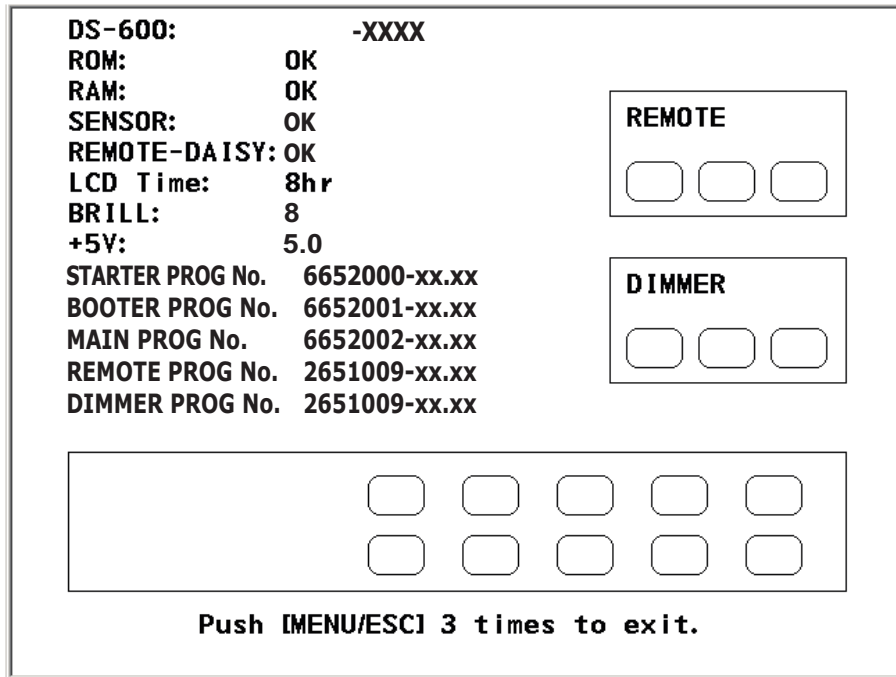 DS-600: -XXXX
ROM: OK
RAM: OK
SENSOR: OK
REMOTE-DAISY: OK
LCD Time: 8hr
BRILL: 8
+5V: 5.0
STARTER PROG No. 6652000-xx.xx
BOOTER PROG No. 6652001-xx.xx
MAIN PROG No. 6652002-xx.xx
REMOTE PROG No. 2651009-xx.xx
DIMMER PROG No. 2651009-xx.xx
REMOTE
DIMMER
Push [MENU/ESC] 3 times to exit.